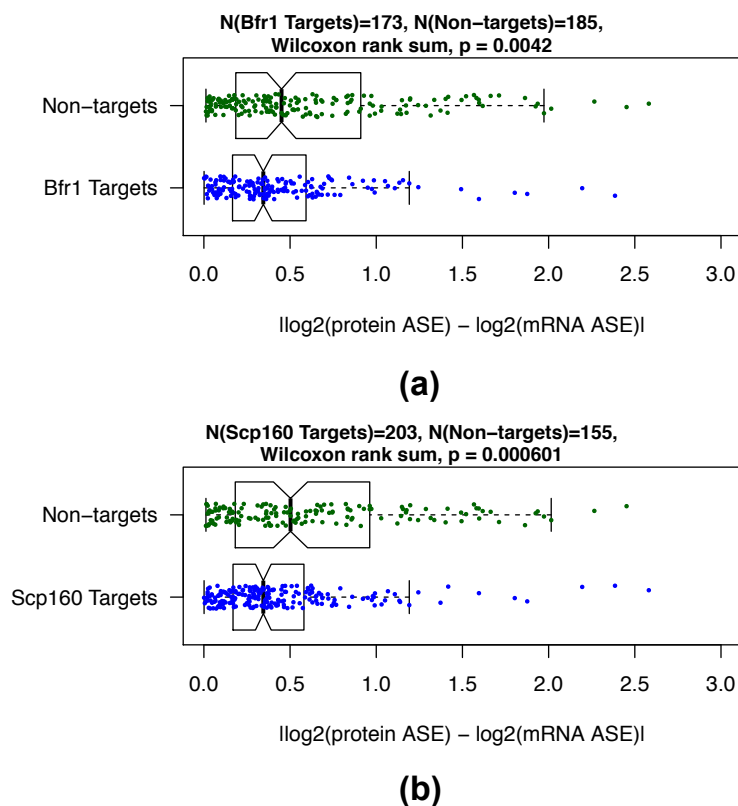 N(Bfr1 Targets)=173, N(Non−targets)=185,
Wilcoxon rank sum, p = 0.0042
Non−targets
Bfr1 Targets
0.0 0.5 1.0 1.5 2.0 2.5 3.0
|log2(protein ASE) − log2(mRNA ASE)|
(a)
N(Scp160 Targets)=203, N(Non−targets)=155,
Wilcoxon rank sum, p = 0.000601
Non−targets
Scp160 Targets
0.0 0.5 1.0 1.5 2.0 2.5 3.0
|log2(protein ASE) − log2(mRNA ASE)|
(b)